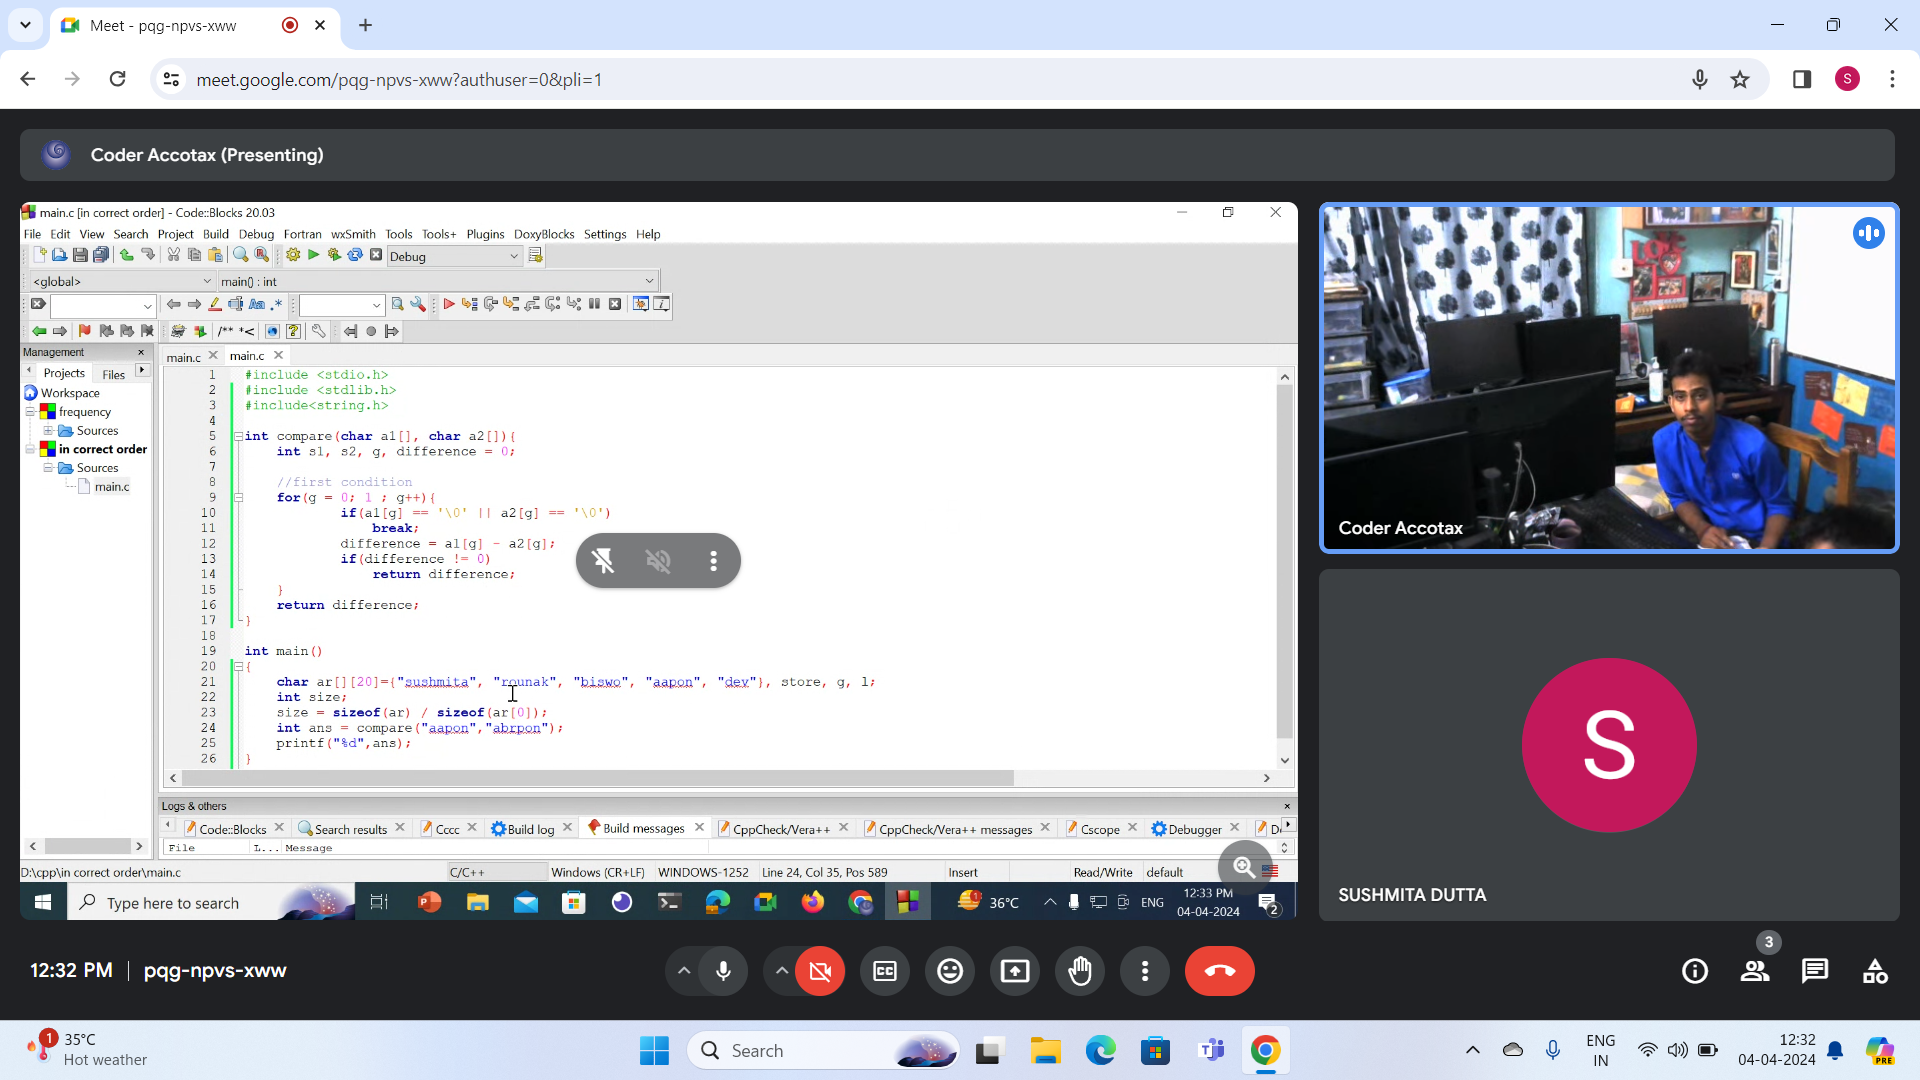 Meet - pqg-npvs-xww
meet.google.com/pqg-npvs-xww?authuser=0&pli=1
S
Coder Accotax (Presenting)
main.c [in correct order] - Code::Blocks 20.03
File Edit View Search Project Build Debug Fortran wxSmith Tools Tools+ Plugins DoxyBlocks Settings Help
Debug
<global> main() : int
Management
Projects Files
Workspace
frequency
Sources
in correct order
Sources
main.c
main.c main.c
1 #include <stdio.h>
2 #include <stdlib.h>
3 #include<string.h>
4
5 int compare(char a1[], char a2[]){
6 int s1, s2, g, difference = 0;
7
8 //first condition
9 for(g = 0; 1 ; g++){
10 if(a1[g] == '\0' || a2[g] == '\0')
11 break;
12 difference = a1[g] - a2[g];
13 if(difference != 0)
14 return difference;
15 }
16 return difference;
17 }
18
19 int main()
20 {
21 char ar[][20]={"sushmita", "rounak", "biswo", "aapon", "dev"}, store, g, l;
22 int size;
23 size = sizeof(ar) / sizeof(ar[0]);
24 int ans = compare("aapon","abrpon");
25 printf("%d",ans);
26 }
Logs & others
Code::Blocks Search results Cccc Build log Build messages CppCheck/Vera++ CppCheck/Vera++ messages Cscope Debugger D
File L... Message
D:\cpp\in correct order\main.c C/C++ Windows (CR+LF) WINDOWS-1252 Line 24, Col 35, Pos 589 Insert Read/Write default
Type here to search 1 36°C ENG 12:33 PM 04-04-2024 2
LOVE
Coder Accotax
S
SUSHMITA DUTTA
12:32 PM | pqg-npvs-xww
3
1 35°C
Hot weather
Search
ENG
IN
12:32
04-04-2024
PRE